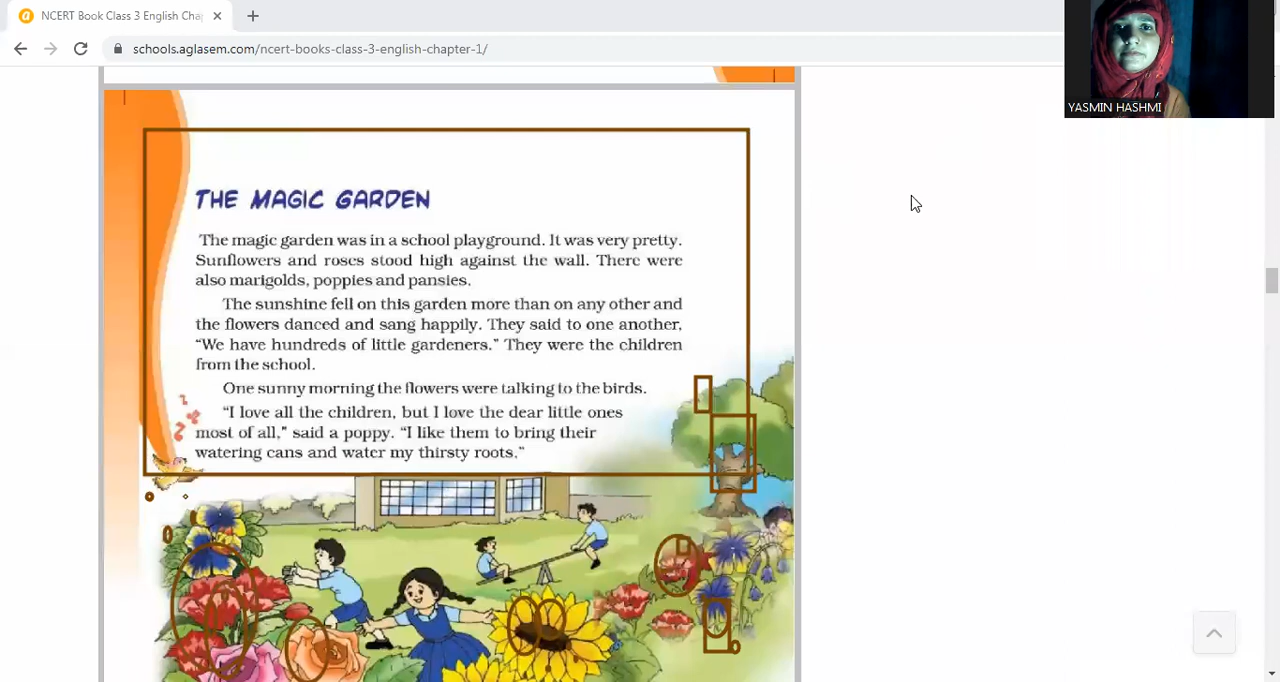 NCERT Book Class 3 English Cha
schools.aglasem.com/ncert-books-class-3-english-chapter-1/
YASMIN HASHMI
THE MAGIC GARDEN
The magic garden was in a school playground. It was very pretty.
Sunflowers and roses stood high against the wall. There were
also marigolds, poppies and pansies.
The sunshine fell on this garden more than on any other and
the flowers danced and sang happily. They said to one another,
“We have hundreds of little gardeners.” They were the children
from the school.
One sunny morning the flowers were talking to the birds.
“I love all the children, but I love the dear little ones
most of all,” said a poppy. “I like them to bring their
watering cans and water my thirsty roots.”